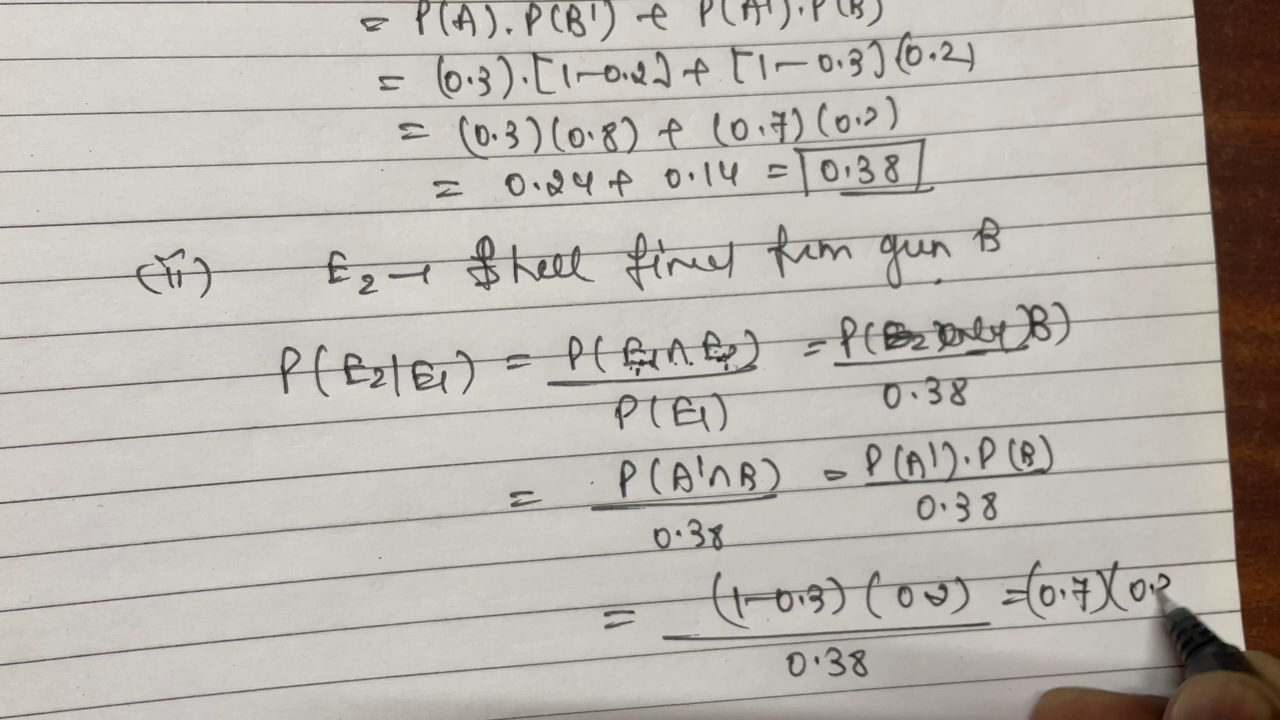 = P(A).P(B') + P(A').P(B)
= (0.3).[1-0.2] + [1-0.3](0.2)
= (0.3)(0.8) + (0.7)(0.2)
= 0.24 + 0.14 = 0.38
(ii) E2 → Shell fired from gun B
P(E2|E1) = P(E1∩E2) / P(E1) = P( B) / 0.38
= P(A'∩B) / 0.38 = P(A').P(B) / 0.38
= (1-0.3)(0.2) / 0.38 = (0.7)(0.2